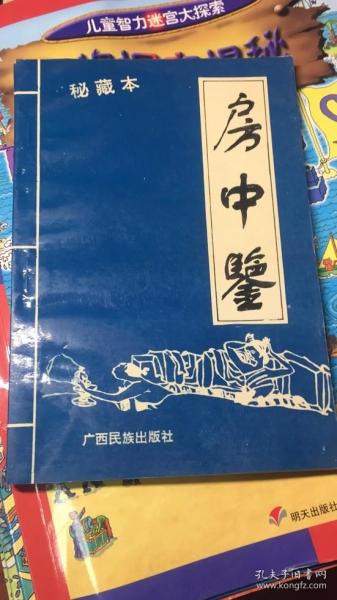 儿童智力迷宫大探索
秘藏本
房中鑒
广西民族出版社
明天出版社
孔夫子旧书网
www.kongfz.com